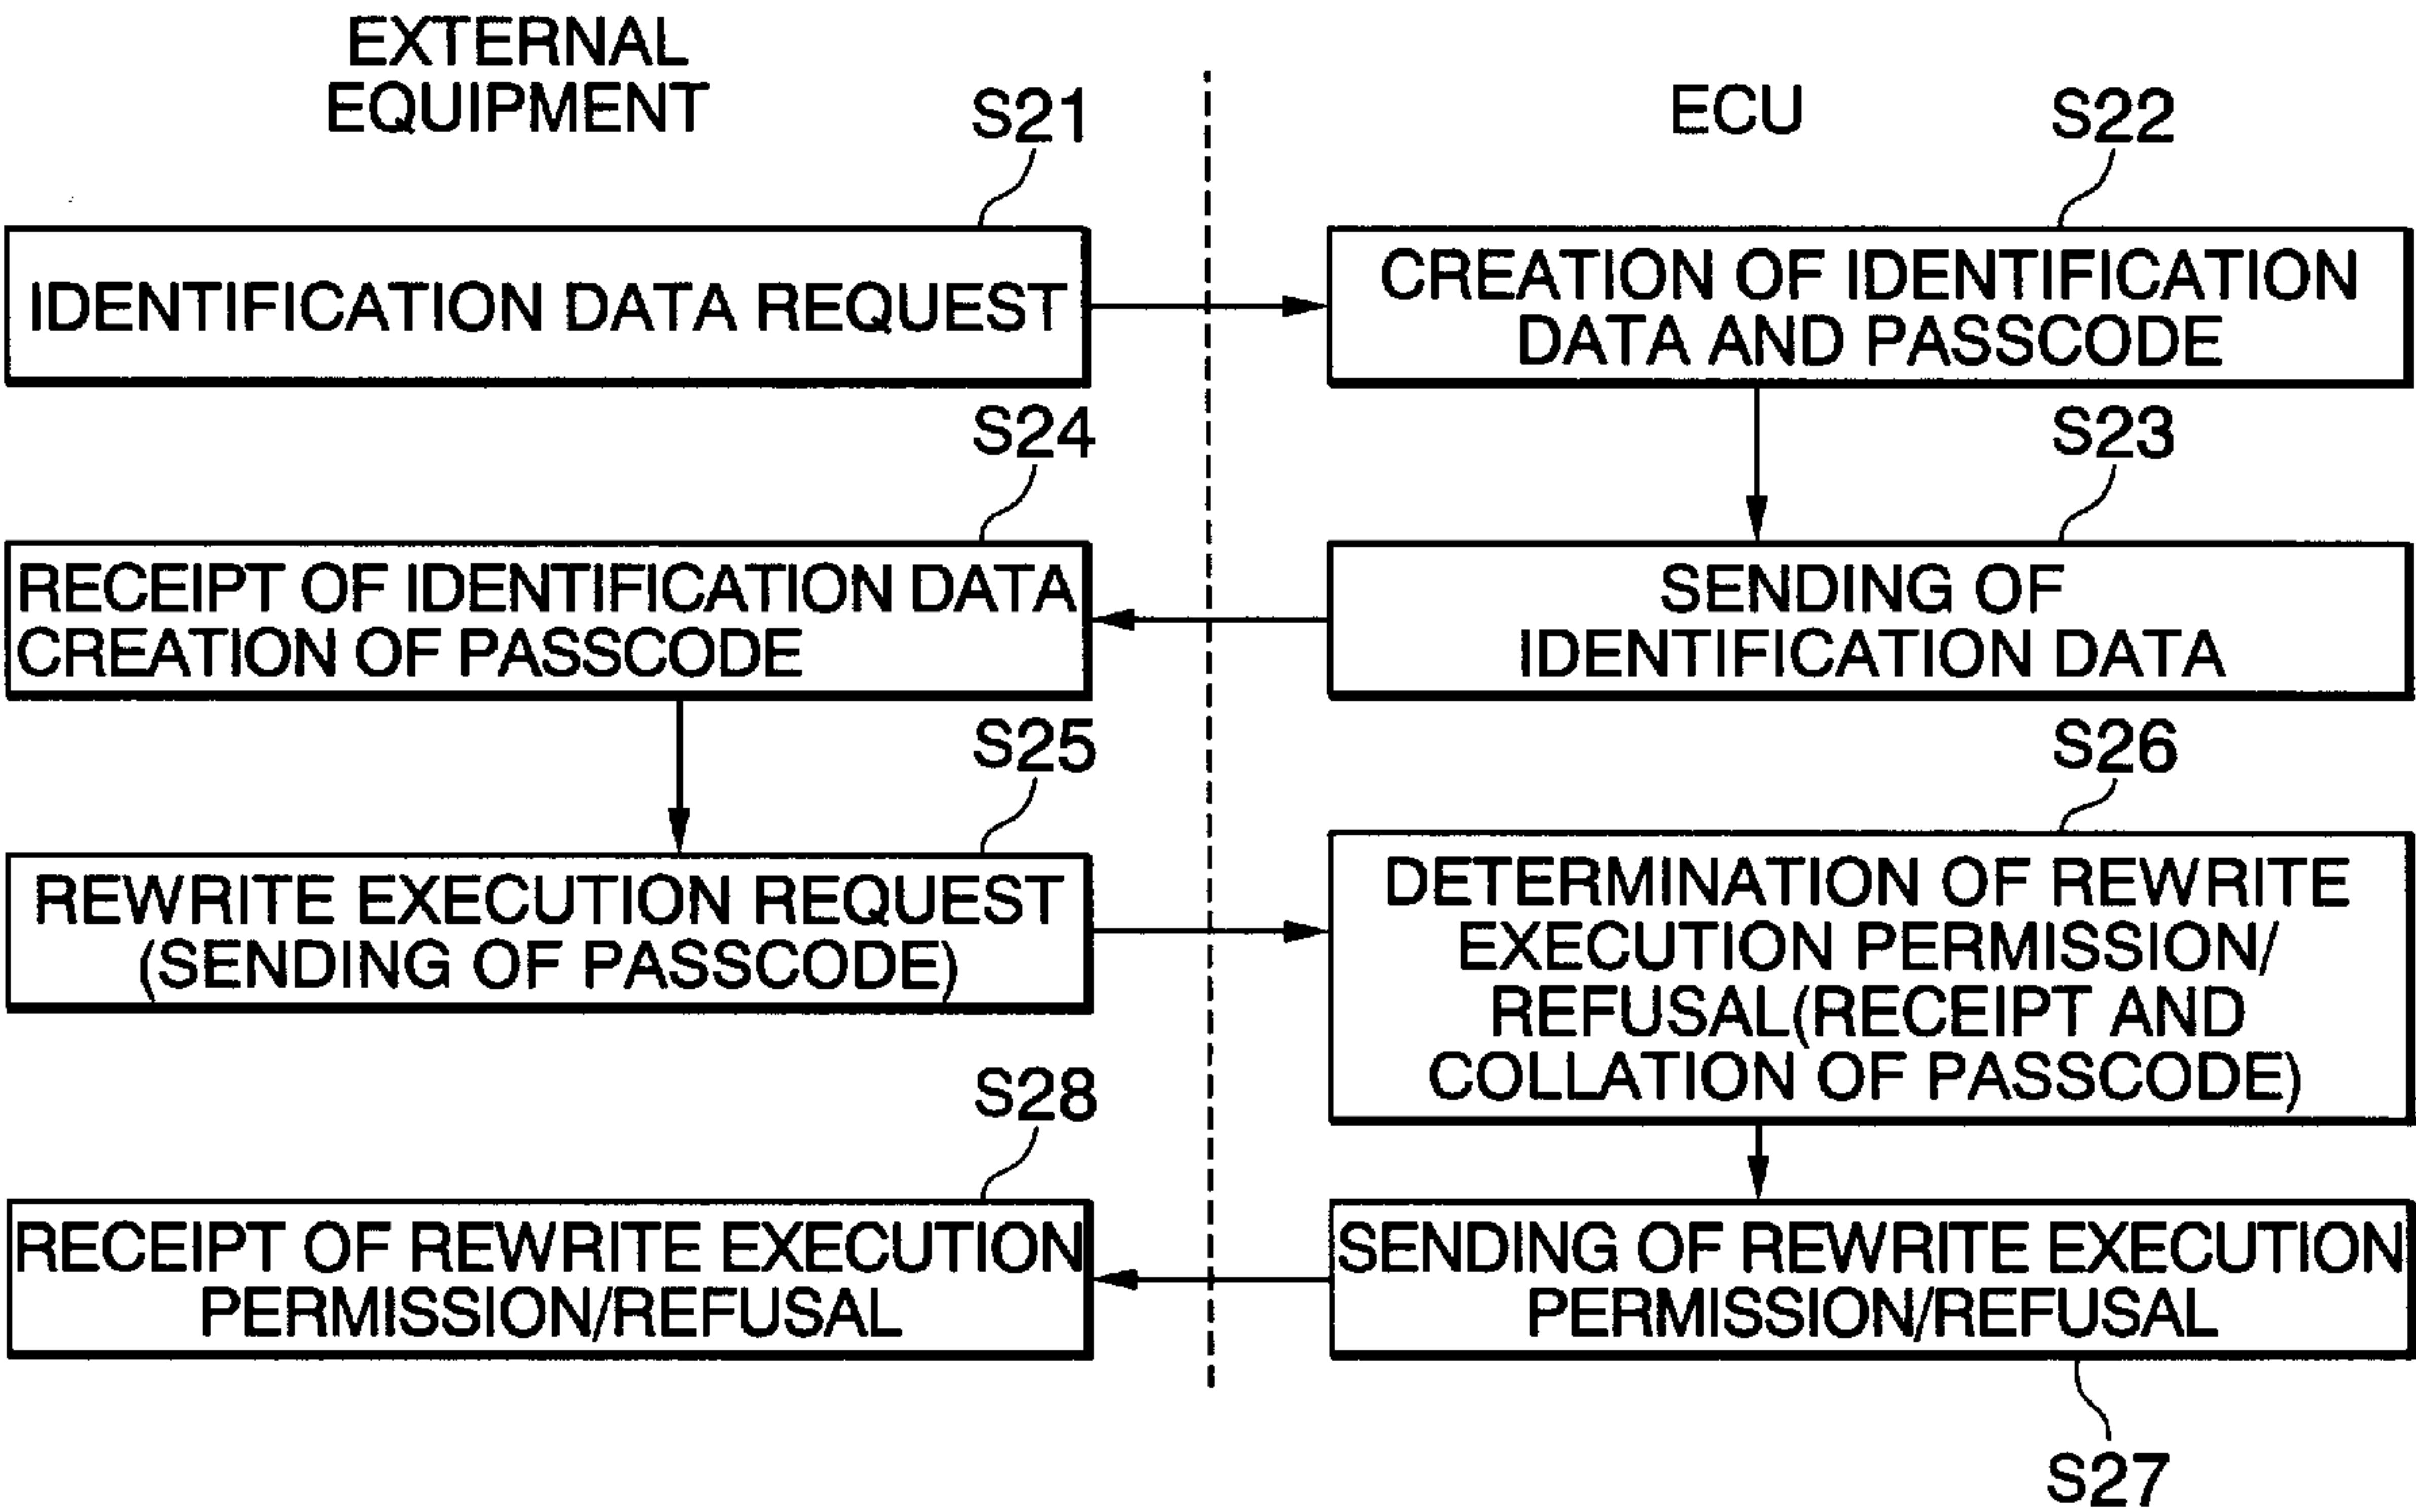 EXTERNAL
EQUIPMENT
ECU
S21
IDENTIFICATION DATA REQUEST
S22
CREATION OF IDENTIFICATION
DATA AND PASSCODE
S23
SENDING OF
IDENTIFICATION DATA
S24
RECEIPT OF IDENTIFICATION DATA
CREATION OF PASSCODE
S25
REWRITE EXECUTION REQUEST
(SENDING OF PASSCODE)
S26
DETERMINATION OF REWRITE
EXECUTION PERMISSION/
REFUSAL(RECEIPT AND
COLLATION OF PASSCODE)
SENDING OF REWRITE EXECUTION
PERMISSION/REFUSAL
S27
S28
RECEIPT OF REWRITE EXECUTION
PERMISSION/REFUSAL